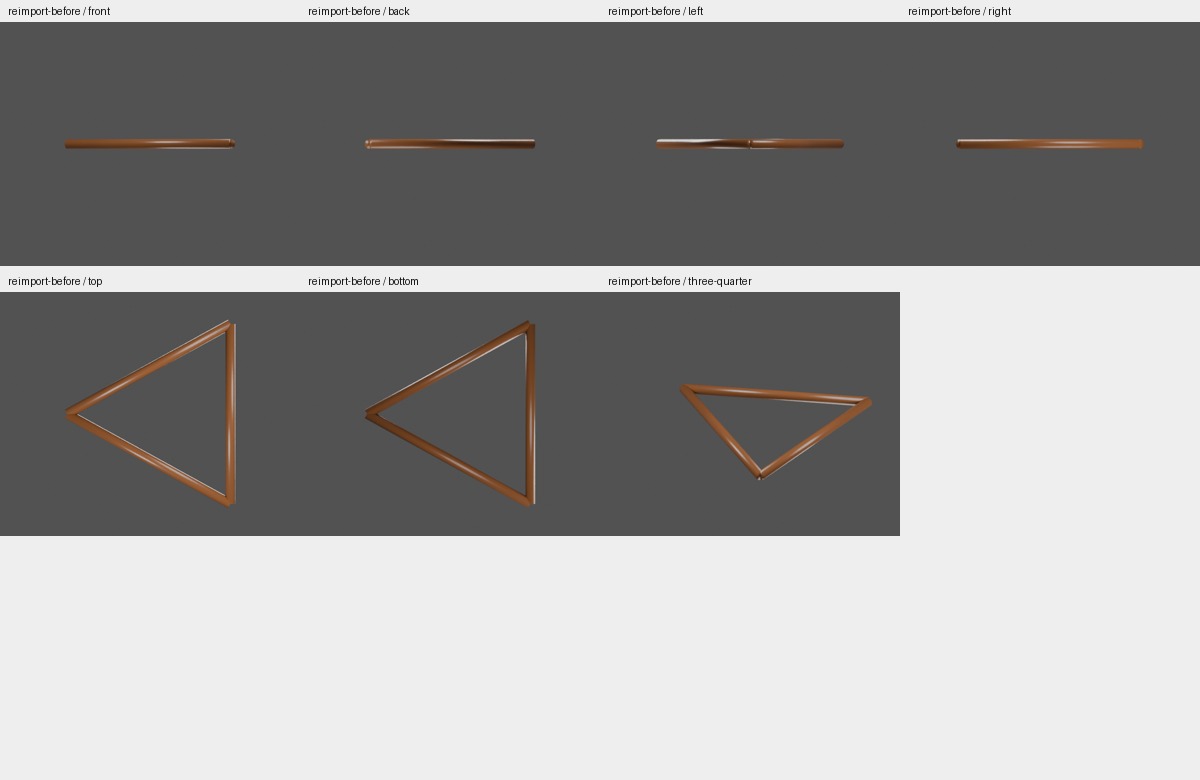 reimport-before / front
reimport-before / back
reimport-before / left
reimport-before / right
reimport-before / top
reimport-before / bottom
reimport-before / three-quarter